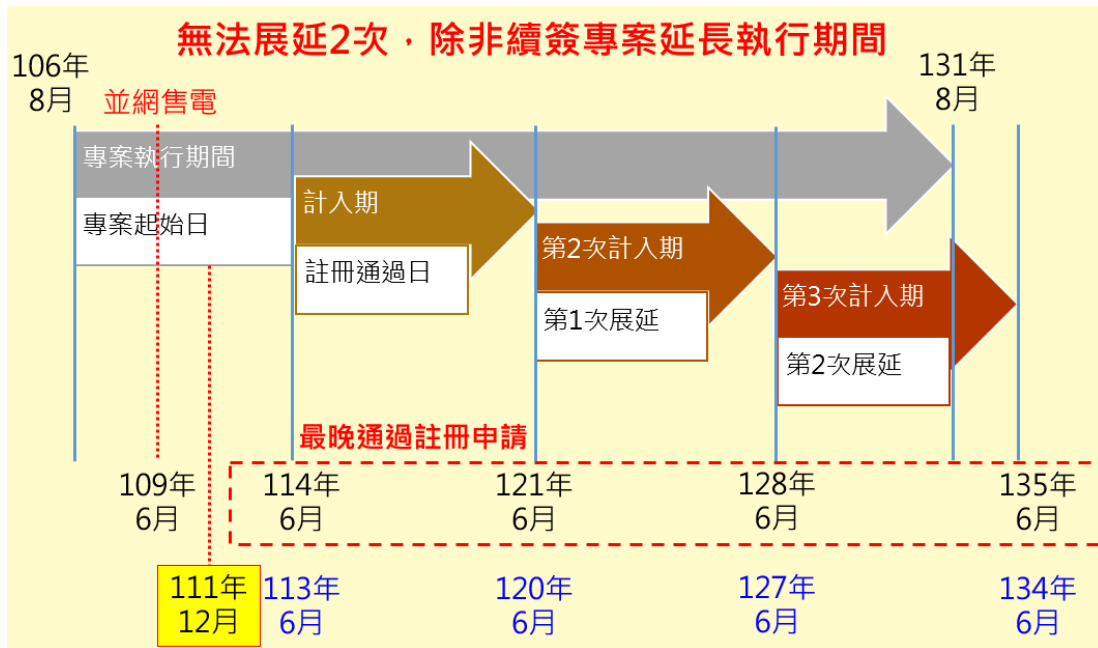 無法展延2次，除非續簽專案延長執行期間
106年
8月
並網售電
131年
8月
專案執行期間
專案起始日
計入期
註冊通過日
第2次計入期
第1次展延
第3次計入期
第2次展延
最晚通過註冊申請
109年
6月
114年
6月
121年
6月
128年
6月
135年
6月
111年
12月
113年
6月
120年
6月
127年
6月
134年
6月